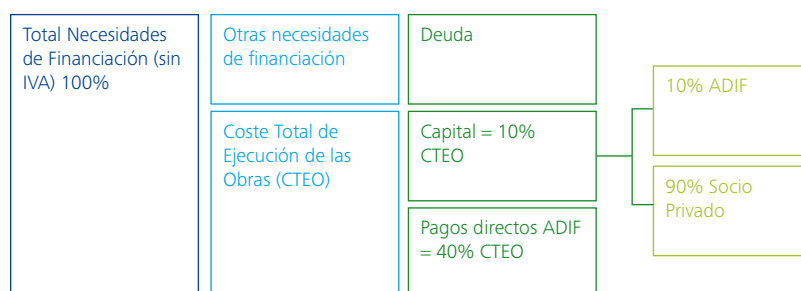 Total Necesidades
de Financiación (sin
IVA) 100%
Otras necesidades
de financiación
Coste Total de
Ejecución de las
Obras (CTEO)
Deuda
Capital = 10%
CTEO
Pagos directos ADIF
= 40% CTEO
10% ADIF
90% Socio
Privado